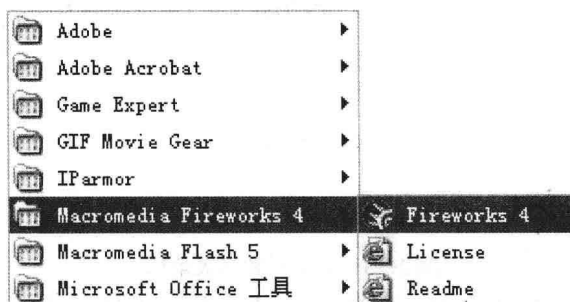 Adobe
Adobe Acrobat
Game Expert
GIF Movie Gear
IParmor
Macromedia Fireworks 4
Macromedia Flash 5
Microsoft Office 工具
Fireworks 4
License
Readme